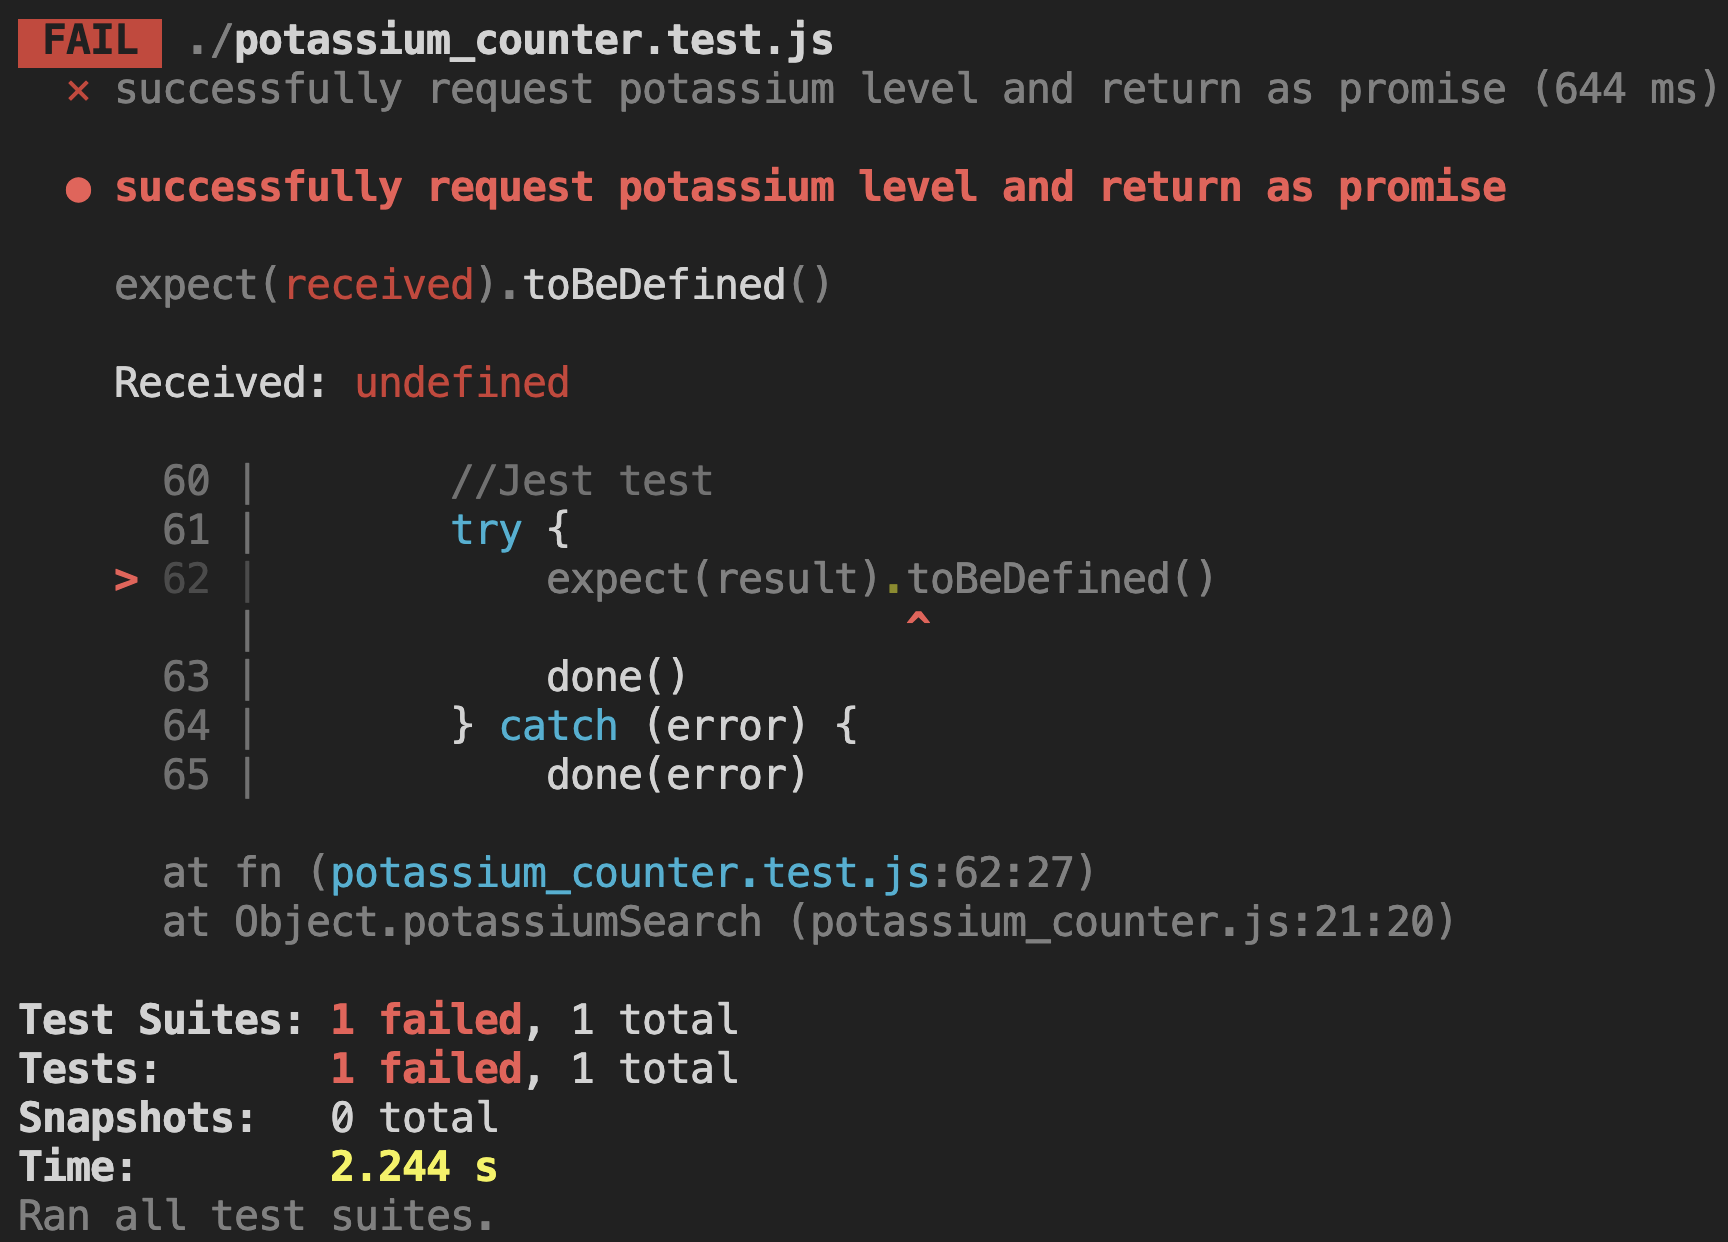 FAIL ./potassium_counter.test.js
× successfully request potassium level and return as promise (644 ms)
● successfully request potassium level and return as promise
expect(received).toBeDefined()
Received: undefined
60 | //Jest test
61 | try {
> 62 | expect(result).toBeDefined()
| ^
63 | done()
64 | } catch (error) {
65 | done(error)
at fn (potassium_counter.test.js:62:27)
at Object.potassiumSearch (potassium_counter.js:21:20)
Test Suites: 1 failed, 1 total
Tests: 1 failed, 1 total
Snapshots: 0 total
Time: 2.244 s
Ran all test suites.